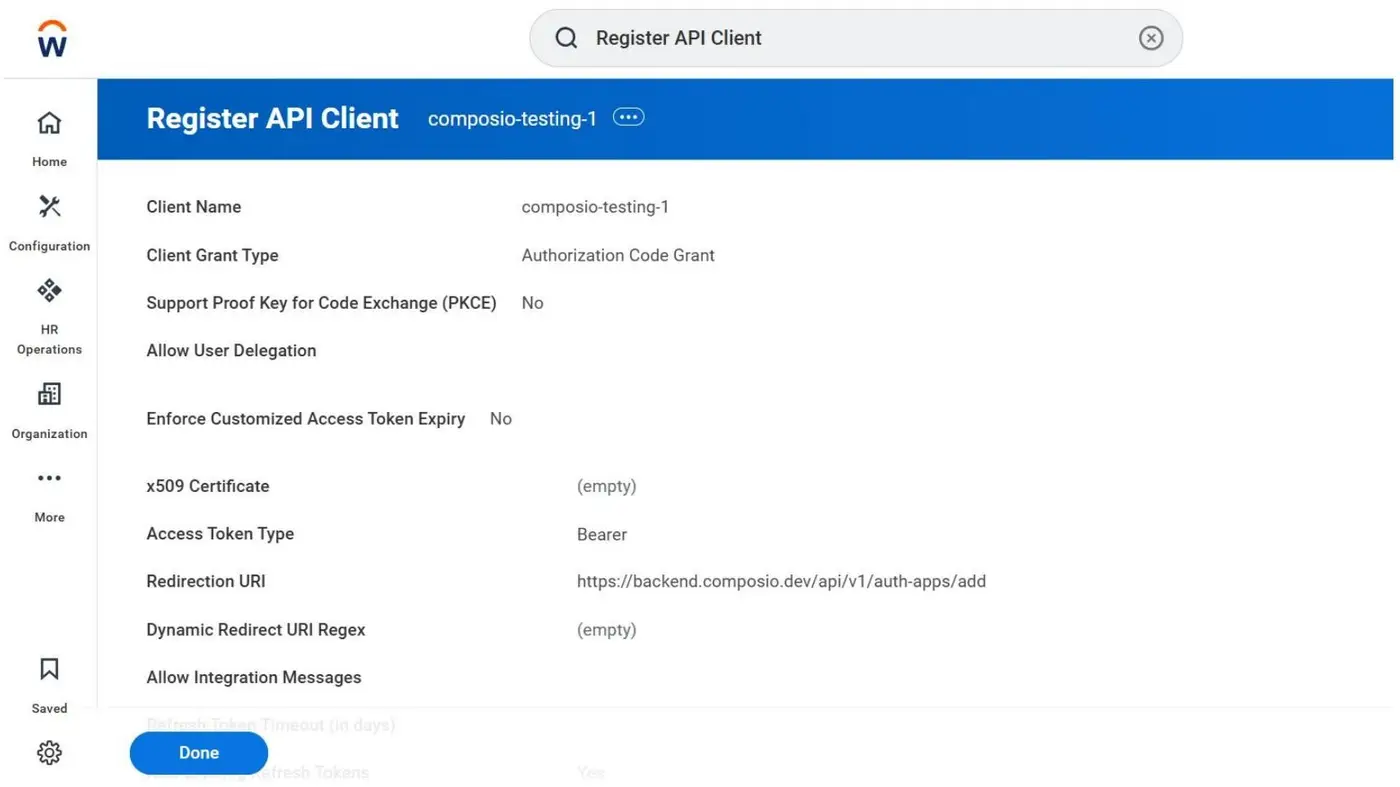 W
Register API Client
Register API Client composio-testing-1
Home
Configuration
HR
Operations
Organization
More
Saved
Client Name composio-testing-1
Client Grant Type Authorization Code Grant
Support Proof Key for Code Exchange (PKCE) No
Allow User Delegation
Enforce Customized Access Token Expiry No
x509 Certificate (empty)
Access Token Type Bearer
Redirection URI https://backend.composio.dev/api/v1/auth-apps/add
Dynamic Redirect URI Regex (empty)
Allow Integration Messages
Refresh Token Timeout (in days)
Done
Refresh Tokens Yes